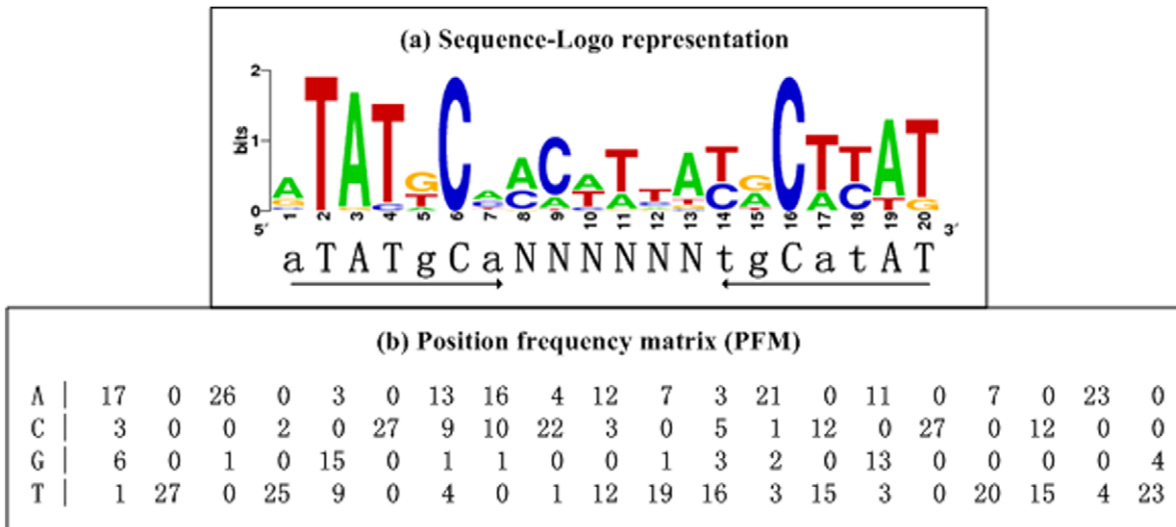 (a) Sequence-Logo representation
2
bits
1
0
1 2 3 4 5 6 7 8 9 10 11 12 13 14 15 16 17 18 19 20
5′ 3′
aTATgCaNNNNNNtgCatAT
(b) Position frequency matrix (PFM)
A | 17 0 26 0 3 0 13 16 4 12 7 3 21 0 11 0 7 0 23 0
C | 3 0 0 2 0 27 9 10 22 3 0 5 1 12 0 27 0 12 0 0
G | 6 0 1 0 15 0 1 1 0 0 1 3 2 0 13 0 0 0 0 4
T | 1 27 0 25 9 0 4 0 1 12 19 16 3 15 3 0 20 15 4 23